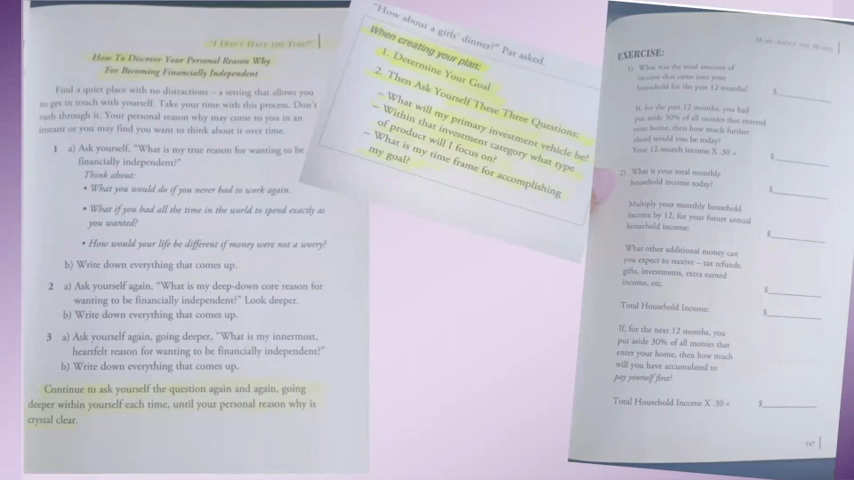 "I DON'T HAVE THE TIME!"
How To Discover Your Personal Reason Why
For Becoming Financially Independent
Find a quiet place with no distractions – a setting that allows you
to get in touch with yourself. Take your time with this process. Don't
rush through it. Your personal reason why may come to you in an
instant or you may find you want to think about it over time.
1 a) Ask yourself, "What is my true reason for wanting to be
financially independent?"
Think about:
• What you would do if you never had to work again.
• What if you had all the time in the world to spend exactly as
you wanted?
• How would your life be different if money were not a worry?
b) Write down everything that comes up.
2 a) Ask yourself again, "What is my deep-down core reason for
wanting to be financially independent?" Look deeper.
b) Write down everything that comes up.
3 a) Ask yourself again, going deeper, "What is my innermost,
heartfelt reason for wanting to be financially independent?"
b) Write down everything that comes up.
Continue to ask yourself the question again and again, going
deeper within yourself each time, until your personal reason why is
crystal clear.
"How about a girls' dinner?" Pat asked.
When creating your plan:
1. Determine Your Goal
2. Then Ask Yourself These Three Questions:
– What will my primary investment vehicle be?
– Within that investment category what type
of product will I focus on?
– What is my time frame for accomplishing
my goal?
EXERCISE:
1) What was the total amount of
income that came into your
household for the past 12 months? $
If, for the past 12 months, you had
put aside 30% of all monies that entered
your home, then how much further
ahead would you be today?
Your 12-month income X .30 = $
2) What is your total monthly
household income today? $
Multiply your monthly household
income by 12, for your future annual
household income: $
What other additional money can
you expect to receive – tax refunds,
gifts, investments, extra earned
income, etc. $
Total Household Income: $
If, for the next 12 months, you
put aside 30% of all monies that
enter your home, then how much
will you have accumulated to
pay yourself first?
Total Household Income X .30 = $